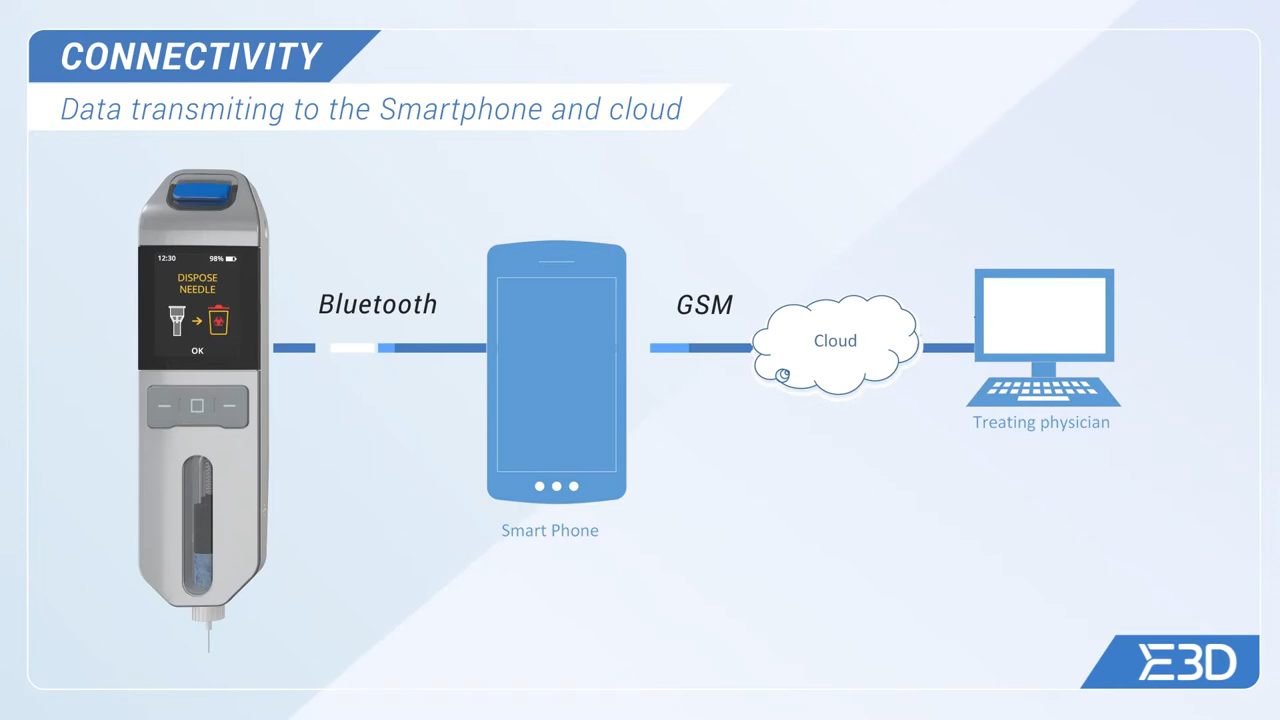 CONNECTIVITY
Data transmiting to the Smartphone and cloud
12:30 98%
DISPOSE
NEEDLE
OK
Bluetooth
GSM
Cloud
Treating physician
Smart Phone
E3D